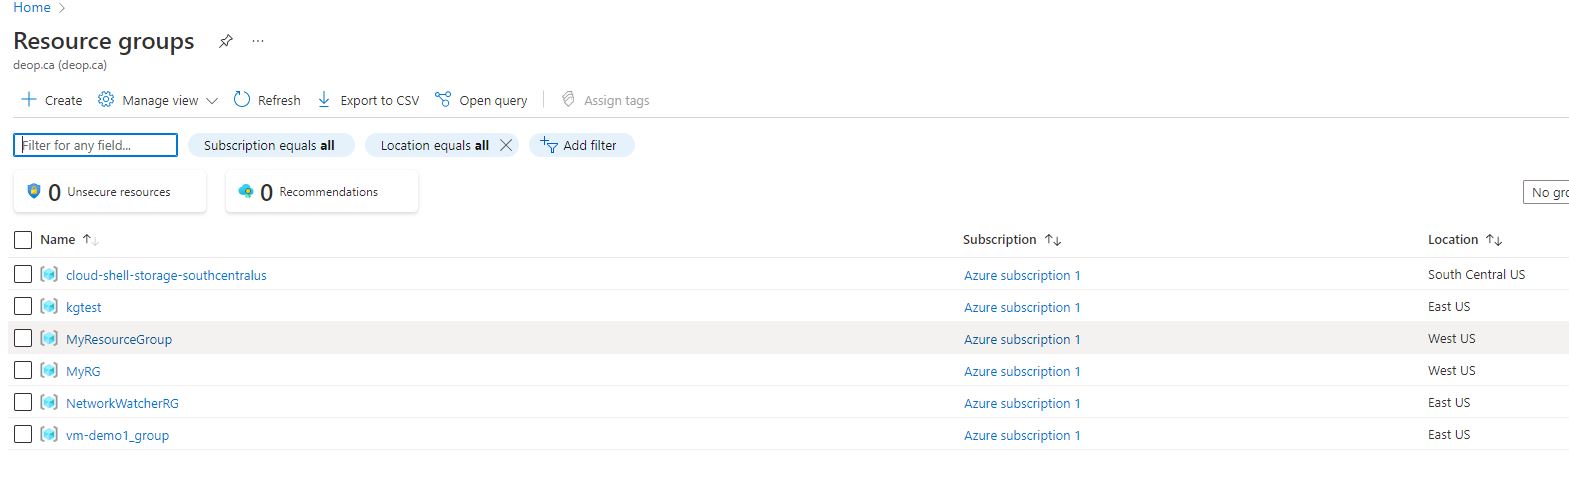 Home >
Resource groups ...
deop.ca (deop.ca)
+ Create Manage view Refresh Export to CSV Open query Assign tags
Filter for any field... Subscription equals all Location equals all Add filter
0 Unsecure resources 0 Recommendations
No gro
Name Subscription Location
cloud-shell-storage-southcentralus Azure subscription 1 South Central US
kgtest Azure subscription 1 East US
MyResourceGroup Azure subscription 1 West US
MyRG Azure subscription 1 West US
NetworkWatcherRG Azure subscription 1 East US
vm-demo1_group Azure subscription 1 East US